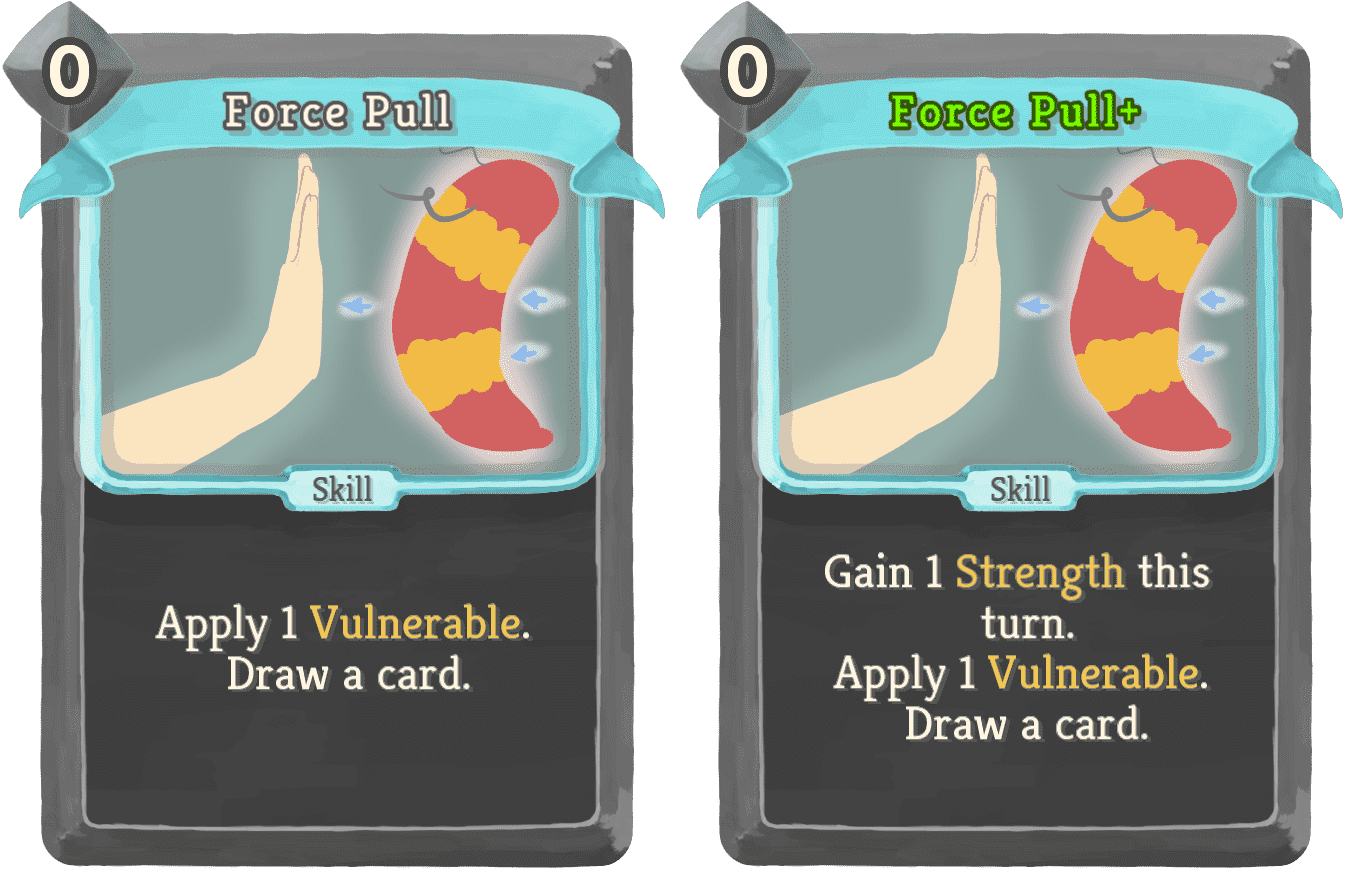 0
Force Pull
Skill
Apply 1 Vulnerable.
Draw a card.
0
Force Pull+
Skill
Gain 1 Strength this
turn.
Apply 1 Vulnerable.
Draw a card.